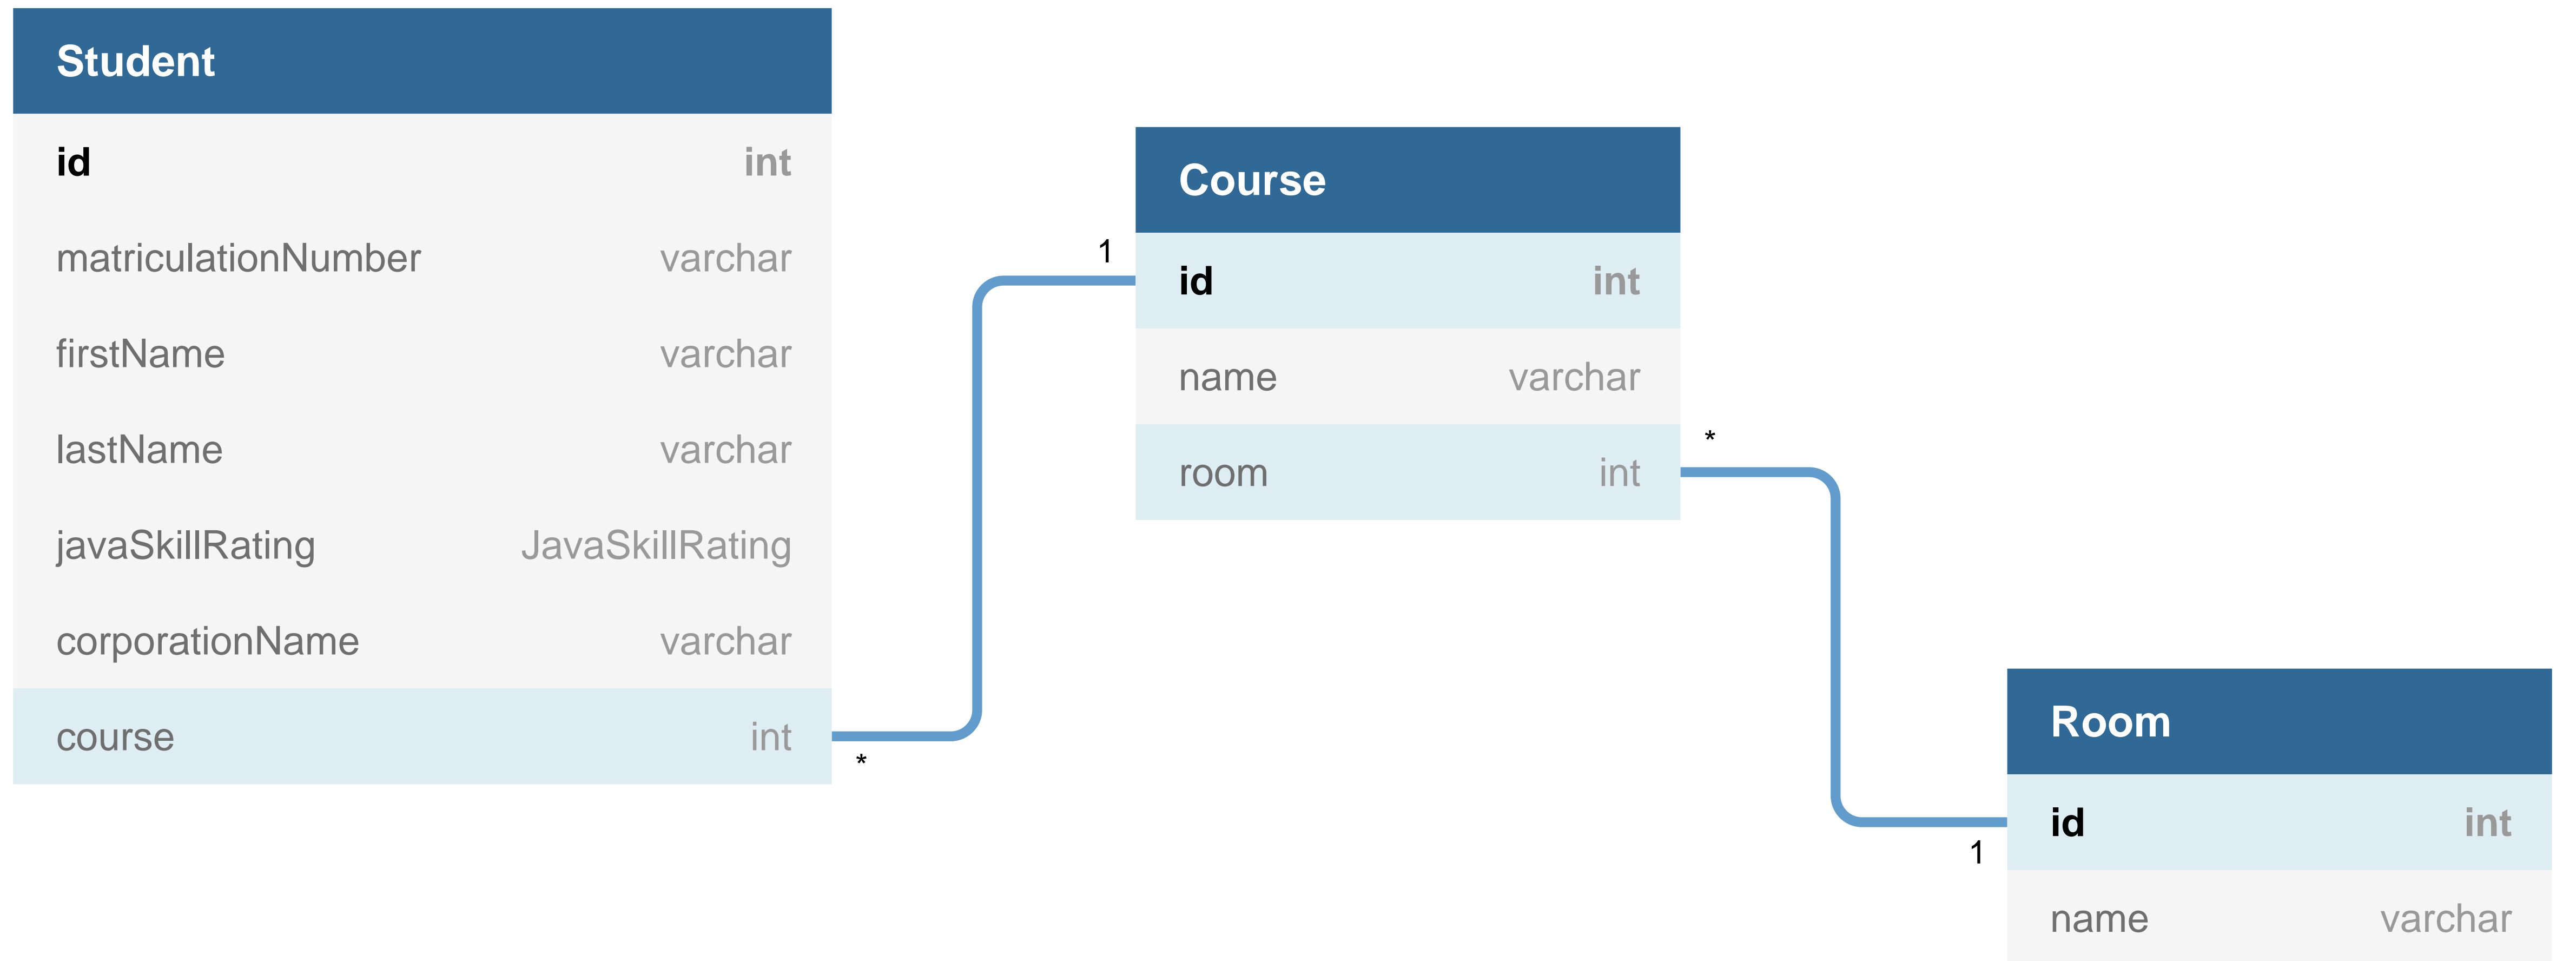 Student
id int
matriculationNumber varchar
firstName varchar
lastName varchar
javaSkillRating JavaSkillRating
corporationName varchar
course int
*
1
Course
id int
name varchar
room int
*
1
Room
id int
name varchar